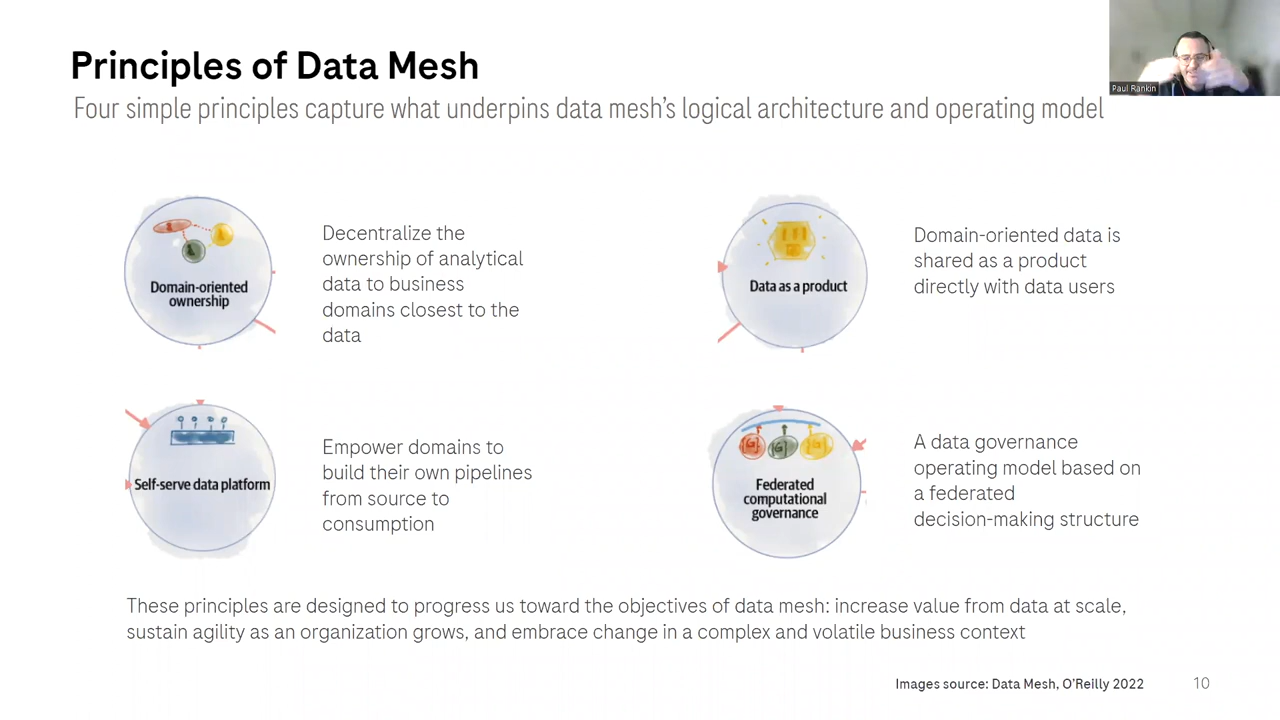 Principles of Data Mesh
Four simple principles capture what underpins data mesh's logical architecture and operating model
Paul Rankin
Domain-oriented
ownership
Decentralize the
ownership of analytical
data to business
domains closest to the
data
Data as a product
Domain-oriented data is
shared as a product
directly with data users
Self-serve data platform
Empower domains to
build their own pipelines
from source to
consumption
Federated
computational
governance
A data governance
operating model based on
a federated
decision-making structure
These principles are designed to progress us toward the objectives of data mesh: increase value from data at scale,
sustain agility as an organization grows, and embrace change in a complex and volatile business context
Images source: Data Mesh, O'Reilly 2022
10